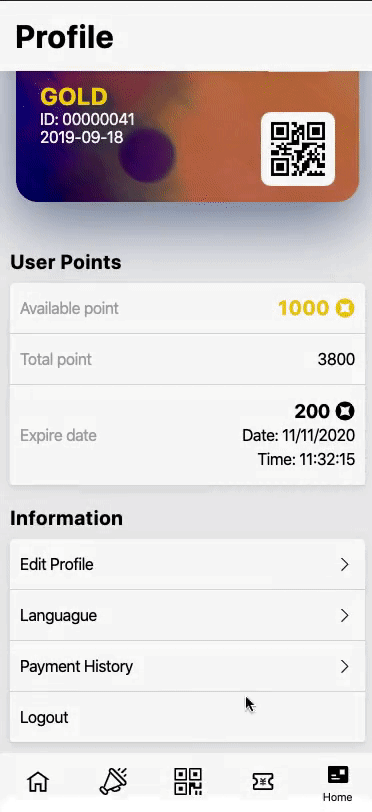 Profile
GOLD
ID: 00000041
2019-09-18
User Points
Available point 1000
Total point 3800
Expire date 200
Date: 11/11/2020
Time: 11:32:15
Information
Edit Profile
Languague
Payment History
Logout
¥
Home